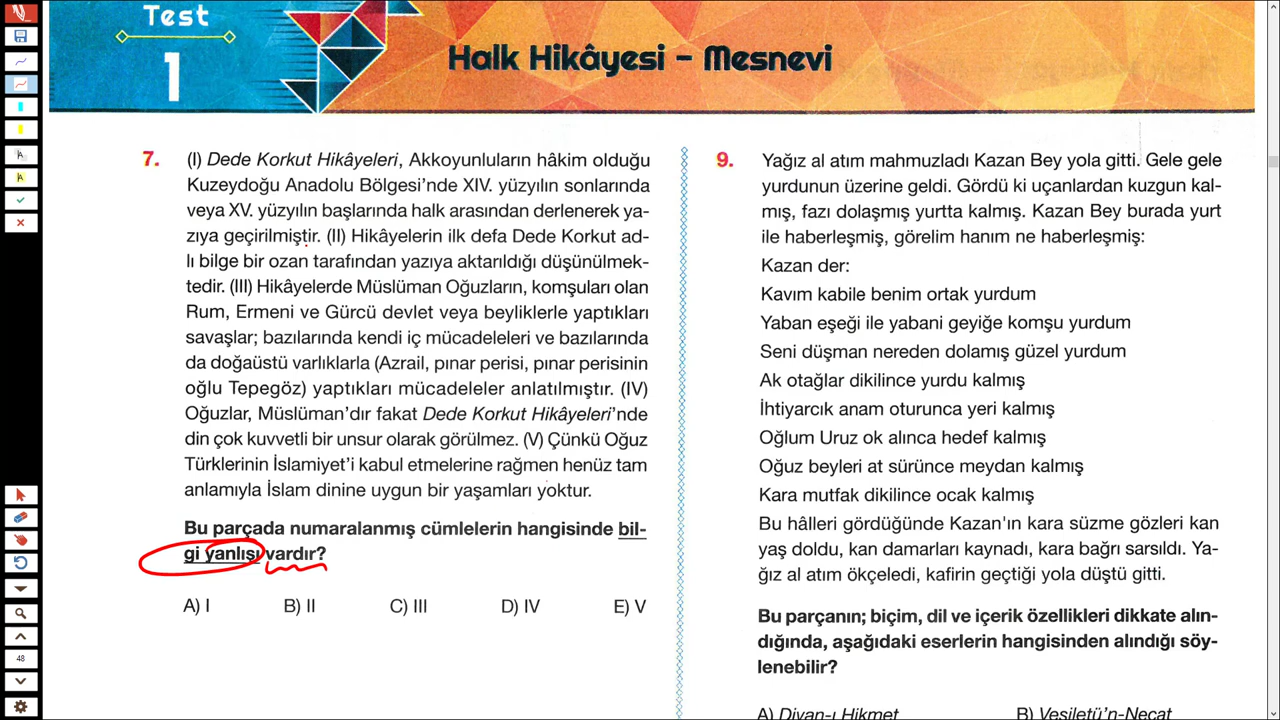 Test
1
Halk Hikâyesi – Mesnevi
7. (I) Dede Korkut Hikâyeleri, Akkoyunluların hâkim olduğu
Kuzeydoğu Anadolu Bölgesi'nde XIV. yüzyılın sonlarında
veya XV. yüzyılın başlarında halk arasından derlenerek ya-
zıya geçirilmiştir. (II) Hikâyelerin ilk defa Dede Korkut ad-
lı bilge bir ozan tarafından yazıya aktarıldığı düşünülmek-
tedir. (III) Hikâyelerde Müslüman Oğuzların, komşuları olan
Rum, Ermeni ve Gürcü devlet veya beyliklerle yaptıkları
savaşlar; bazılarında kendi iç mücadeleleri ve bazılarında
da doğaüstü varlıklarla (Azrail, pınar perisi, pınar perisinin
oğlu Tepegöz) yaptıkları mücadeleler anlatılmıştır. (IV)
Oğuzlar, Müslüman'dır fakat Dede Korkut Hikâyeleri'nde
din çok kuvvetli bir unsur olarak görülmez. (V) Çünkü Oğuz
Türklerinin İslamiyet'i kabul etmelerine rağmen henüz tam
anlamıyla İslam dinine uygun bir yaşamları yoktur.
Bu parçada numaralanmış cümlelerin hangisinde bil-
gi yanlışı vardır?
A) I B) II C) III D) IV E) V
9. Yağız al atım mahmuzladı Kazan Bey yola gitti. Gele gele
yurdunun üzerine geldi. Gördü ki uçanlardan kuzgun kal-
mış, fazı dolaşmış yurtta kalmış. Kazan Bey burada yurt
ile haberleşmiş, görelim hanım ne haberleşmiş:
Kazan der:
Kavım kabile benim ortak yurdum
Yaban eşeği ile yabani geyiğe komşu yurdum
Seni düşman nereden dolamış güzel yurdum
Ak otağlar dikilince yurdu kalmış
İhtiyarcık anam oturunca yeri kalmış
Oğlum Uruz ok alınca hedef kalmış
Oğuz beyleri at sürünce meydan kalmış
Kara mutfak dikilince ocak kalmış
Bu hâlleri gördüğünde Kazan'ın kara süzme gözleri kan
yaş doldu, kan damarları kaynadı, kara bağrı sarsıldı. Ya-
ğız al atım ökçeledi, kafirin geçtiği yola düştü gitti.
Bu parçanın; biçim, dil ve içerik özellikleri dikkate alın-
dığında, aşağıdaki eserlerin hangisinden alındığı söy-
lenebilir?
A) Divan-ı Hikmet B) Vesiletü'n-Necat
48